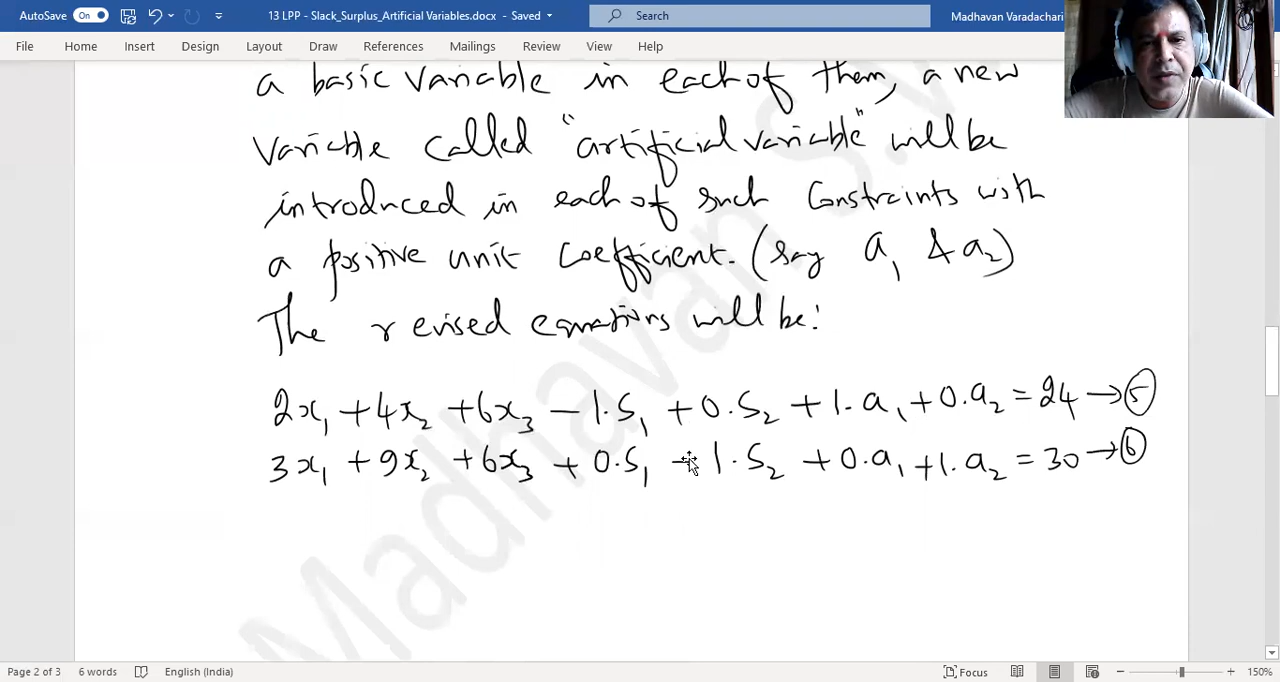 AutoSave On 13 LPP - Slack_Surplus_Artificial Variables.docx - Saved Search Madhavan Varadachari
File Home Insert Design Layout Draw References Mailings Review View Help
a basic variable in each of them, a new
variable called "artificial variable" will be
introduced in each of such constraints with
a positive unit coefficient. (say a₁ & a₂)
The revised equations will be:
2x₁ + 4x₂ + 6x₃ - 1.S₁ + 0.S₂ + 1.a₁ + 0.a₂ = 24 → 5
3x₁ + 9x₂ + 6x₃ + 0.S₁ - 1.S₂ + 0.a₁ + 1.a₂ = 30 → 6
Madhavan S.V
Page 2 of 3 6 words English (India) Focus 150%